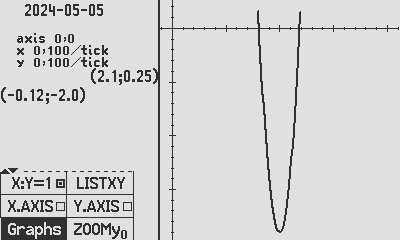 2024-05-05
axis 0,0
x 0,100/tick
y 0,100/tick
(2.1;0.25)
(-0.12;-2.0)
X:Y=1 LISTXY
X.AXIS Y.AXIS
Graphs ZOOMy0